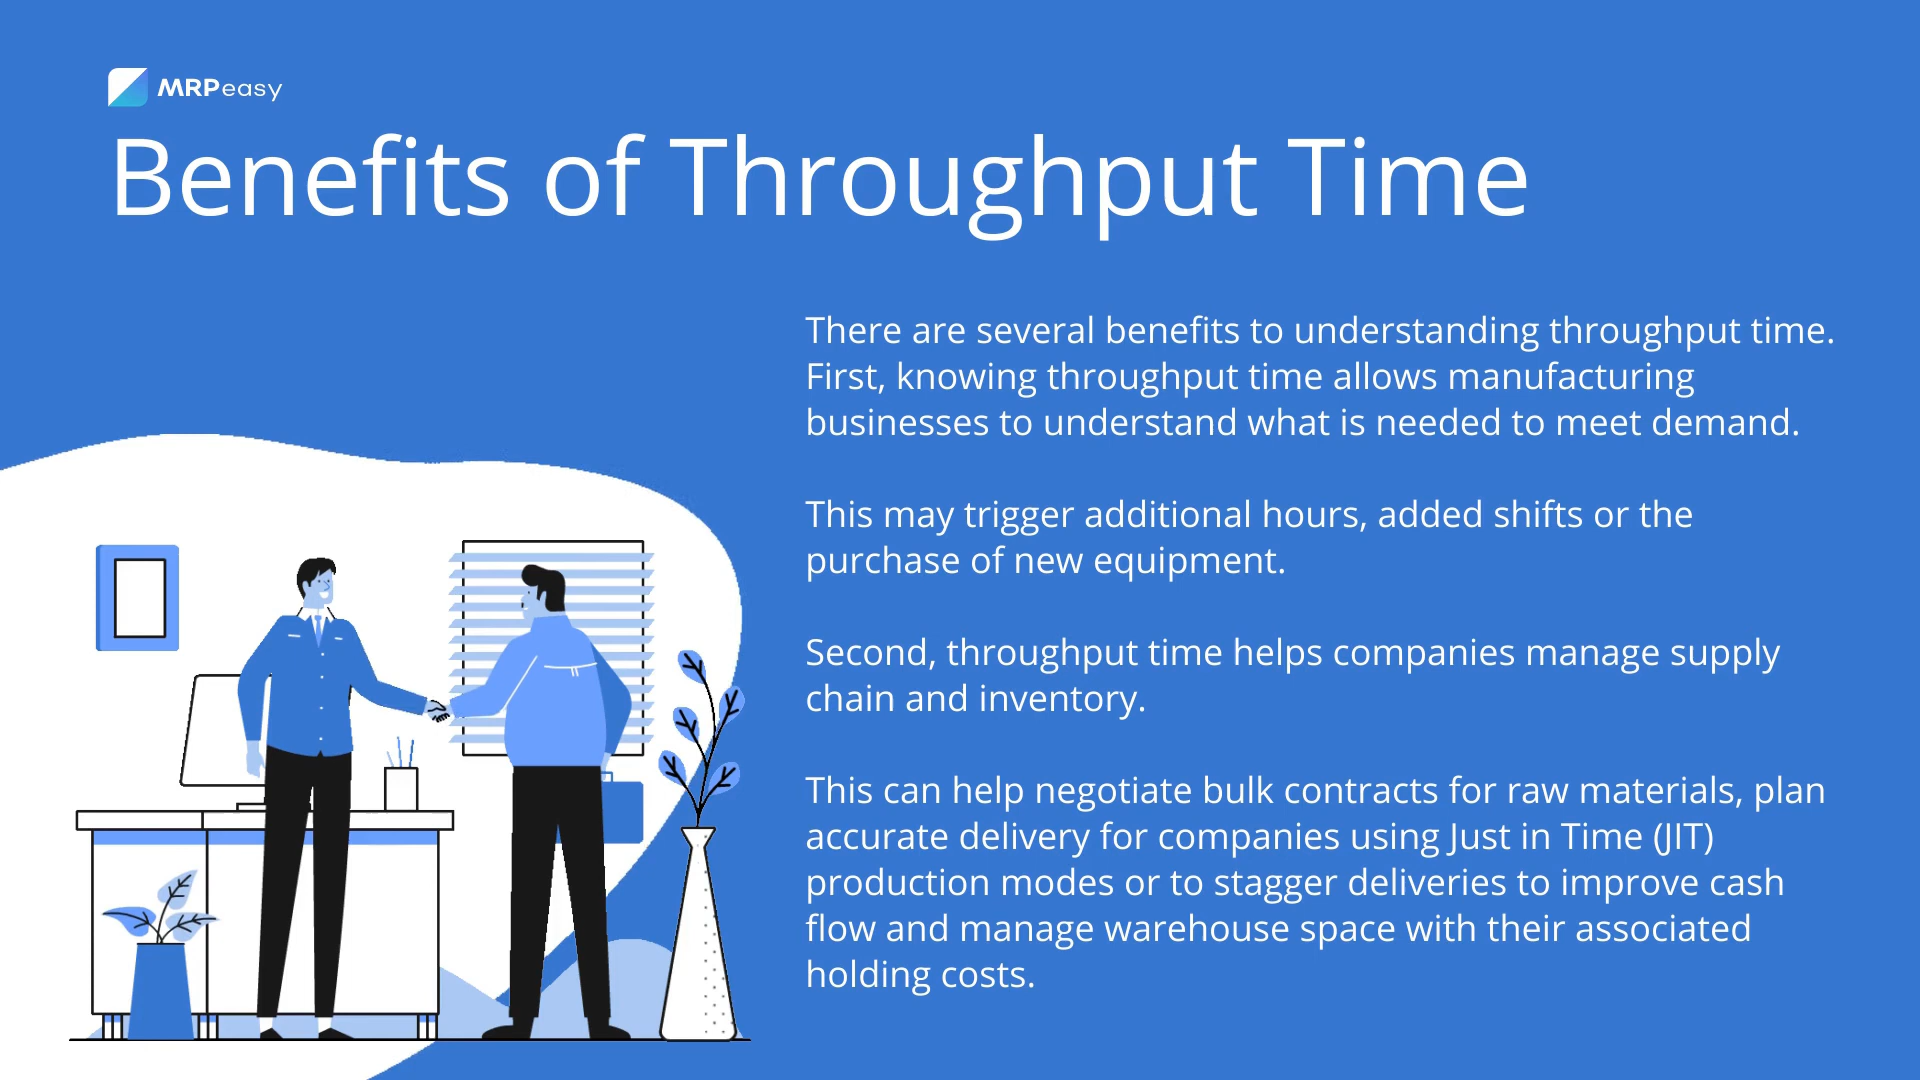 MRPeasy
Benefits of Throughput Time
There are several benefits to understanding throughput time.
First, knowing throughput time allows manufacturing
businesses to understand what is needed to meet demand.
This may trigger additional hours, added shifts or the
purchase of new equipment.
Second, throughput time helps companies manage supply
chain and inventory.
This can help negotiate bulk contracts for raw materials, plan
accurate delivery for companies using Just in Time (JIT)
production modes or to stagger deliveries to improve cash
flow and manage warehouse space with their associated
holding costs.